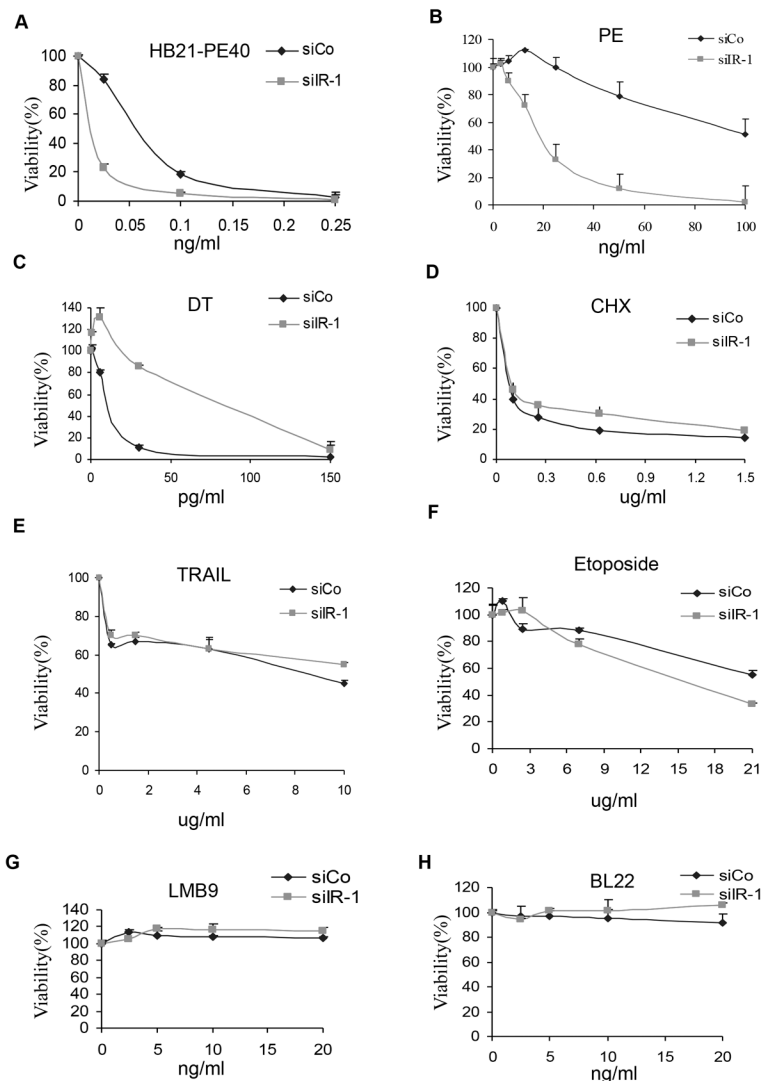 A
HB21-PE40
siCo
siIR-1
Viability(%)
100
80
60
40
20
0
0 0.05 0.1 0.15 0.2 0.25
ng/ml
B
PE
siCo
siIR-1
Viability(%)
120
100
80
60
40
20
0
0 20 40 60 80 100
ng/ml
C
DT
siCo
siIR-1
Viability(%)
140
120
100
80
60
40
20
0
0 50 100 150
pg/ml
D
CHX
siCo
siIR-1
Viability(%)
100
80
60
40
20
0
0 0.3 0.6 0.9 1.2 1.5
ug/ml
E
TRAIL
siCo
siIR-1
Viability(%)
100
80
60
40
20
0
0 2 4 6 8 10
ug/ml
F
Etoposide
siCo
siIR-1
Viability(%)
120
100
80
60
40
20
0
0 3 6 9 12 15 18 21
ug/ml
G
LMB9
siCo
siIR-1
Viability(%)
140
120
100
80
60
40
20
0
0 5 10 15 20
ng/ml
H
BL22
siCo
siIR-1
Viability(%)
120
100
80
60
40
20
0
0 5 10 15 20
ng/ml